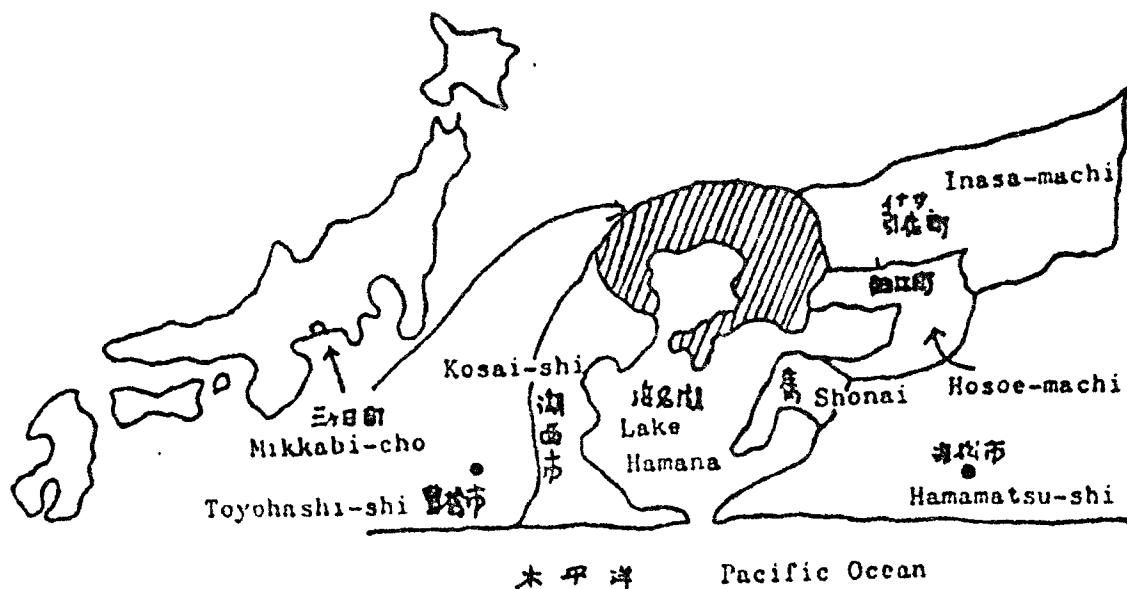 Inasa-machi
イナサ
引佐町
細江町
Kosai-shi
湖西市
三ケ日町
Mikkabi-cho
浜名湖
Lake
Hamana
Shonai
Hosoe-machi
浜松市
Hamamatsu-shi
Toyohashi-shi 豊橋市
太平洋 Pacific Ocean